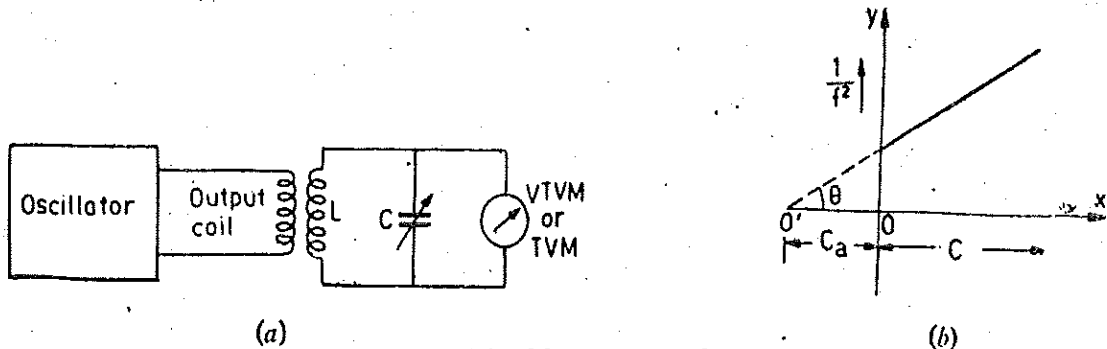 Oscillator
Output
coil
L
C
VTVM
or
TVM
(a)
y
1/f²
θ
O'
O
x
x
Cₐ
C
(b)